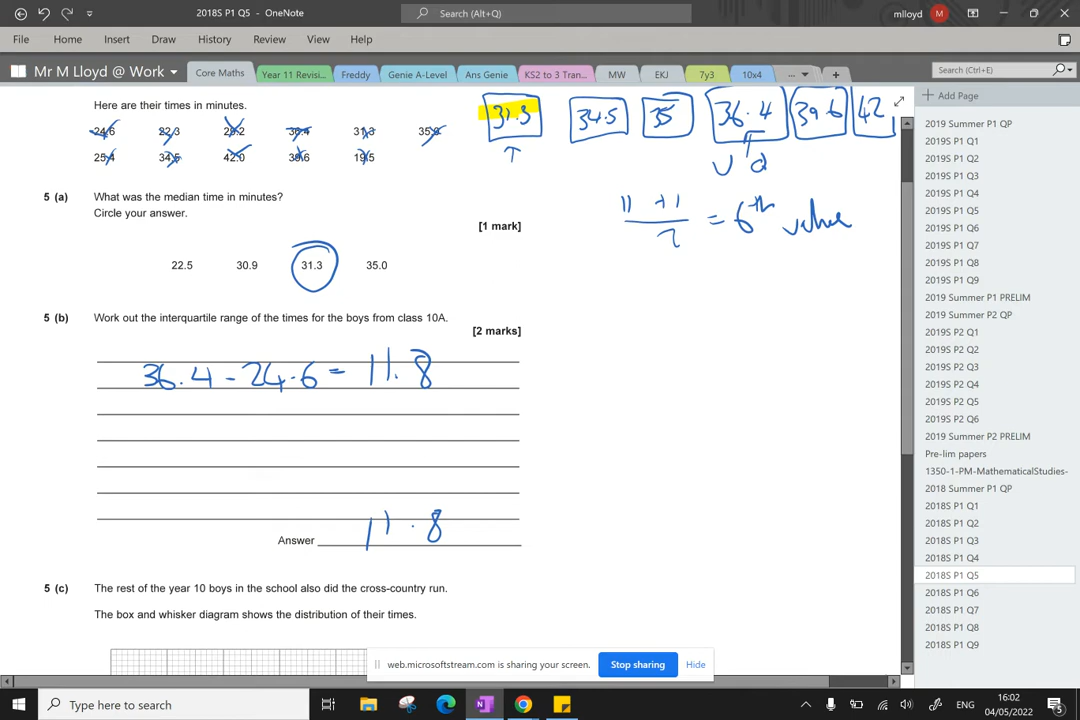 2018S P1 Q5 - OneNote
Search (Alt+Q)
mlloyd M
File Home Insert Draw History Review View Help
Mr M Lloyd @ Work Core Maths Year 11 Revisi... Freddy Genie A-Level Ans Genie KS2 to 3 Tran... MW EKJ 7y3 10x4 ... + Search (Ctrl+E)
Add Page
Here are their times in minutes.
22.3 31.3
34.5 42.0
31.3 34.5 35 36.4 39.6 42
5 (a) What was the median time in minutes?
Circle your answer.
[1 mark]
22.5 30.9 31.3 35.0
11 +1
2
= 6th value
5 (b) Work out the interquartile range of the times for the boys from class 10A.
[2 marks]
36.4 - 24.6 = 11.8
Answer 11.8
5 (c) The rest of the year 10 boys in the school also did the cross-country run.
The box and whisker diagram shows the distribution of their times.
2019 Summer P1 QP
2019S P1 Q1
2019S P1 Q2
2019S P1 Q3
2019S P1 Q4
2019S P1 Q5
2019S P1 Q6
2019S P1 Q7
2019S P1 Q8
2019S P1 Q9
2019 Summer P1 PRELIM
2019 Summer P2 QP
2019S P2 Q1
2019S P2 Q2
2019S P2 Q3
2019S P2 Q4
2019S P2 Q5
2019S P2 Q6
2019 Summer P2 PRELIM
Pre-lim papers
1350-1-PM-MathematicalStudies-
2018 Summer P1 QP
2018S P1 Q1
2018S P1 Q2
2018S P1 Q3
2018S P1 Q4
2018S P1 Q5
2018S P1 Q6
2018S P1 Q7
2018S P1 Q8
2018S P1 Q9
web.microsoftstream.com is sharing your screen. Stop sharing Hide
Type here to search
ENG
16:02
04/05/2022
5